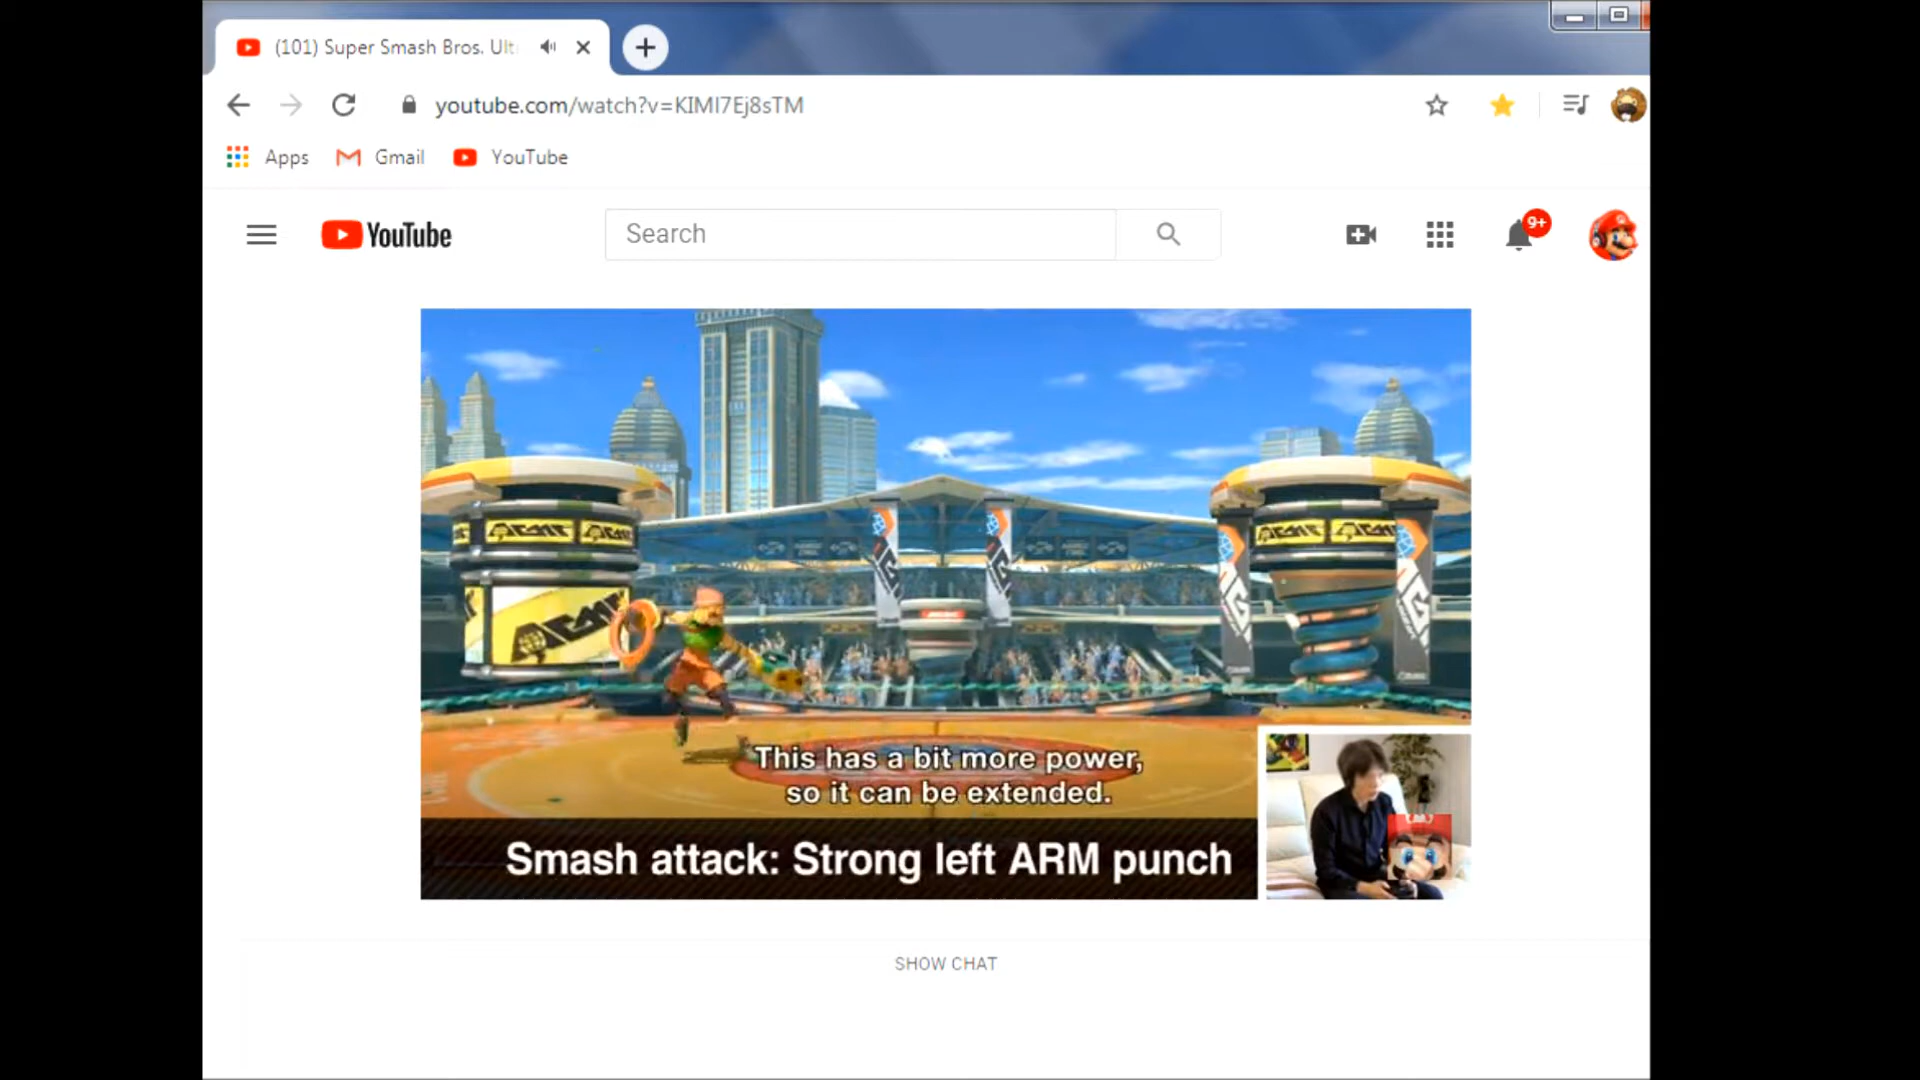 (101) Super Smash Bros. Ult
youtube.com/watch?v=KIMI7Ej8sTM
Apps
Gmail
YouTube
YouTube
Search
9+
This has a bit more power,
so it can be extended.
Smash attack: Strong left ARM punch
SHOW CHAT